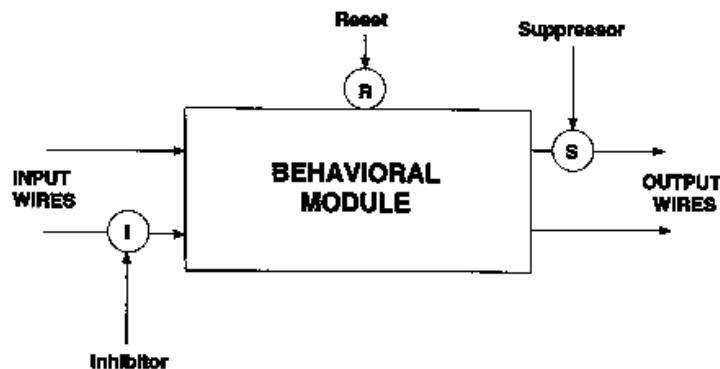 Reset
Suppressor
R
S
INPUT
WIRES
BEHAVIORAL
MODULE
OUTPUT
WIRES
I
Inhibitor